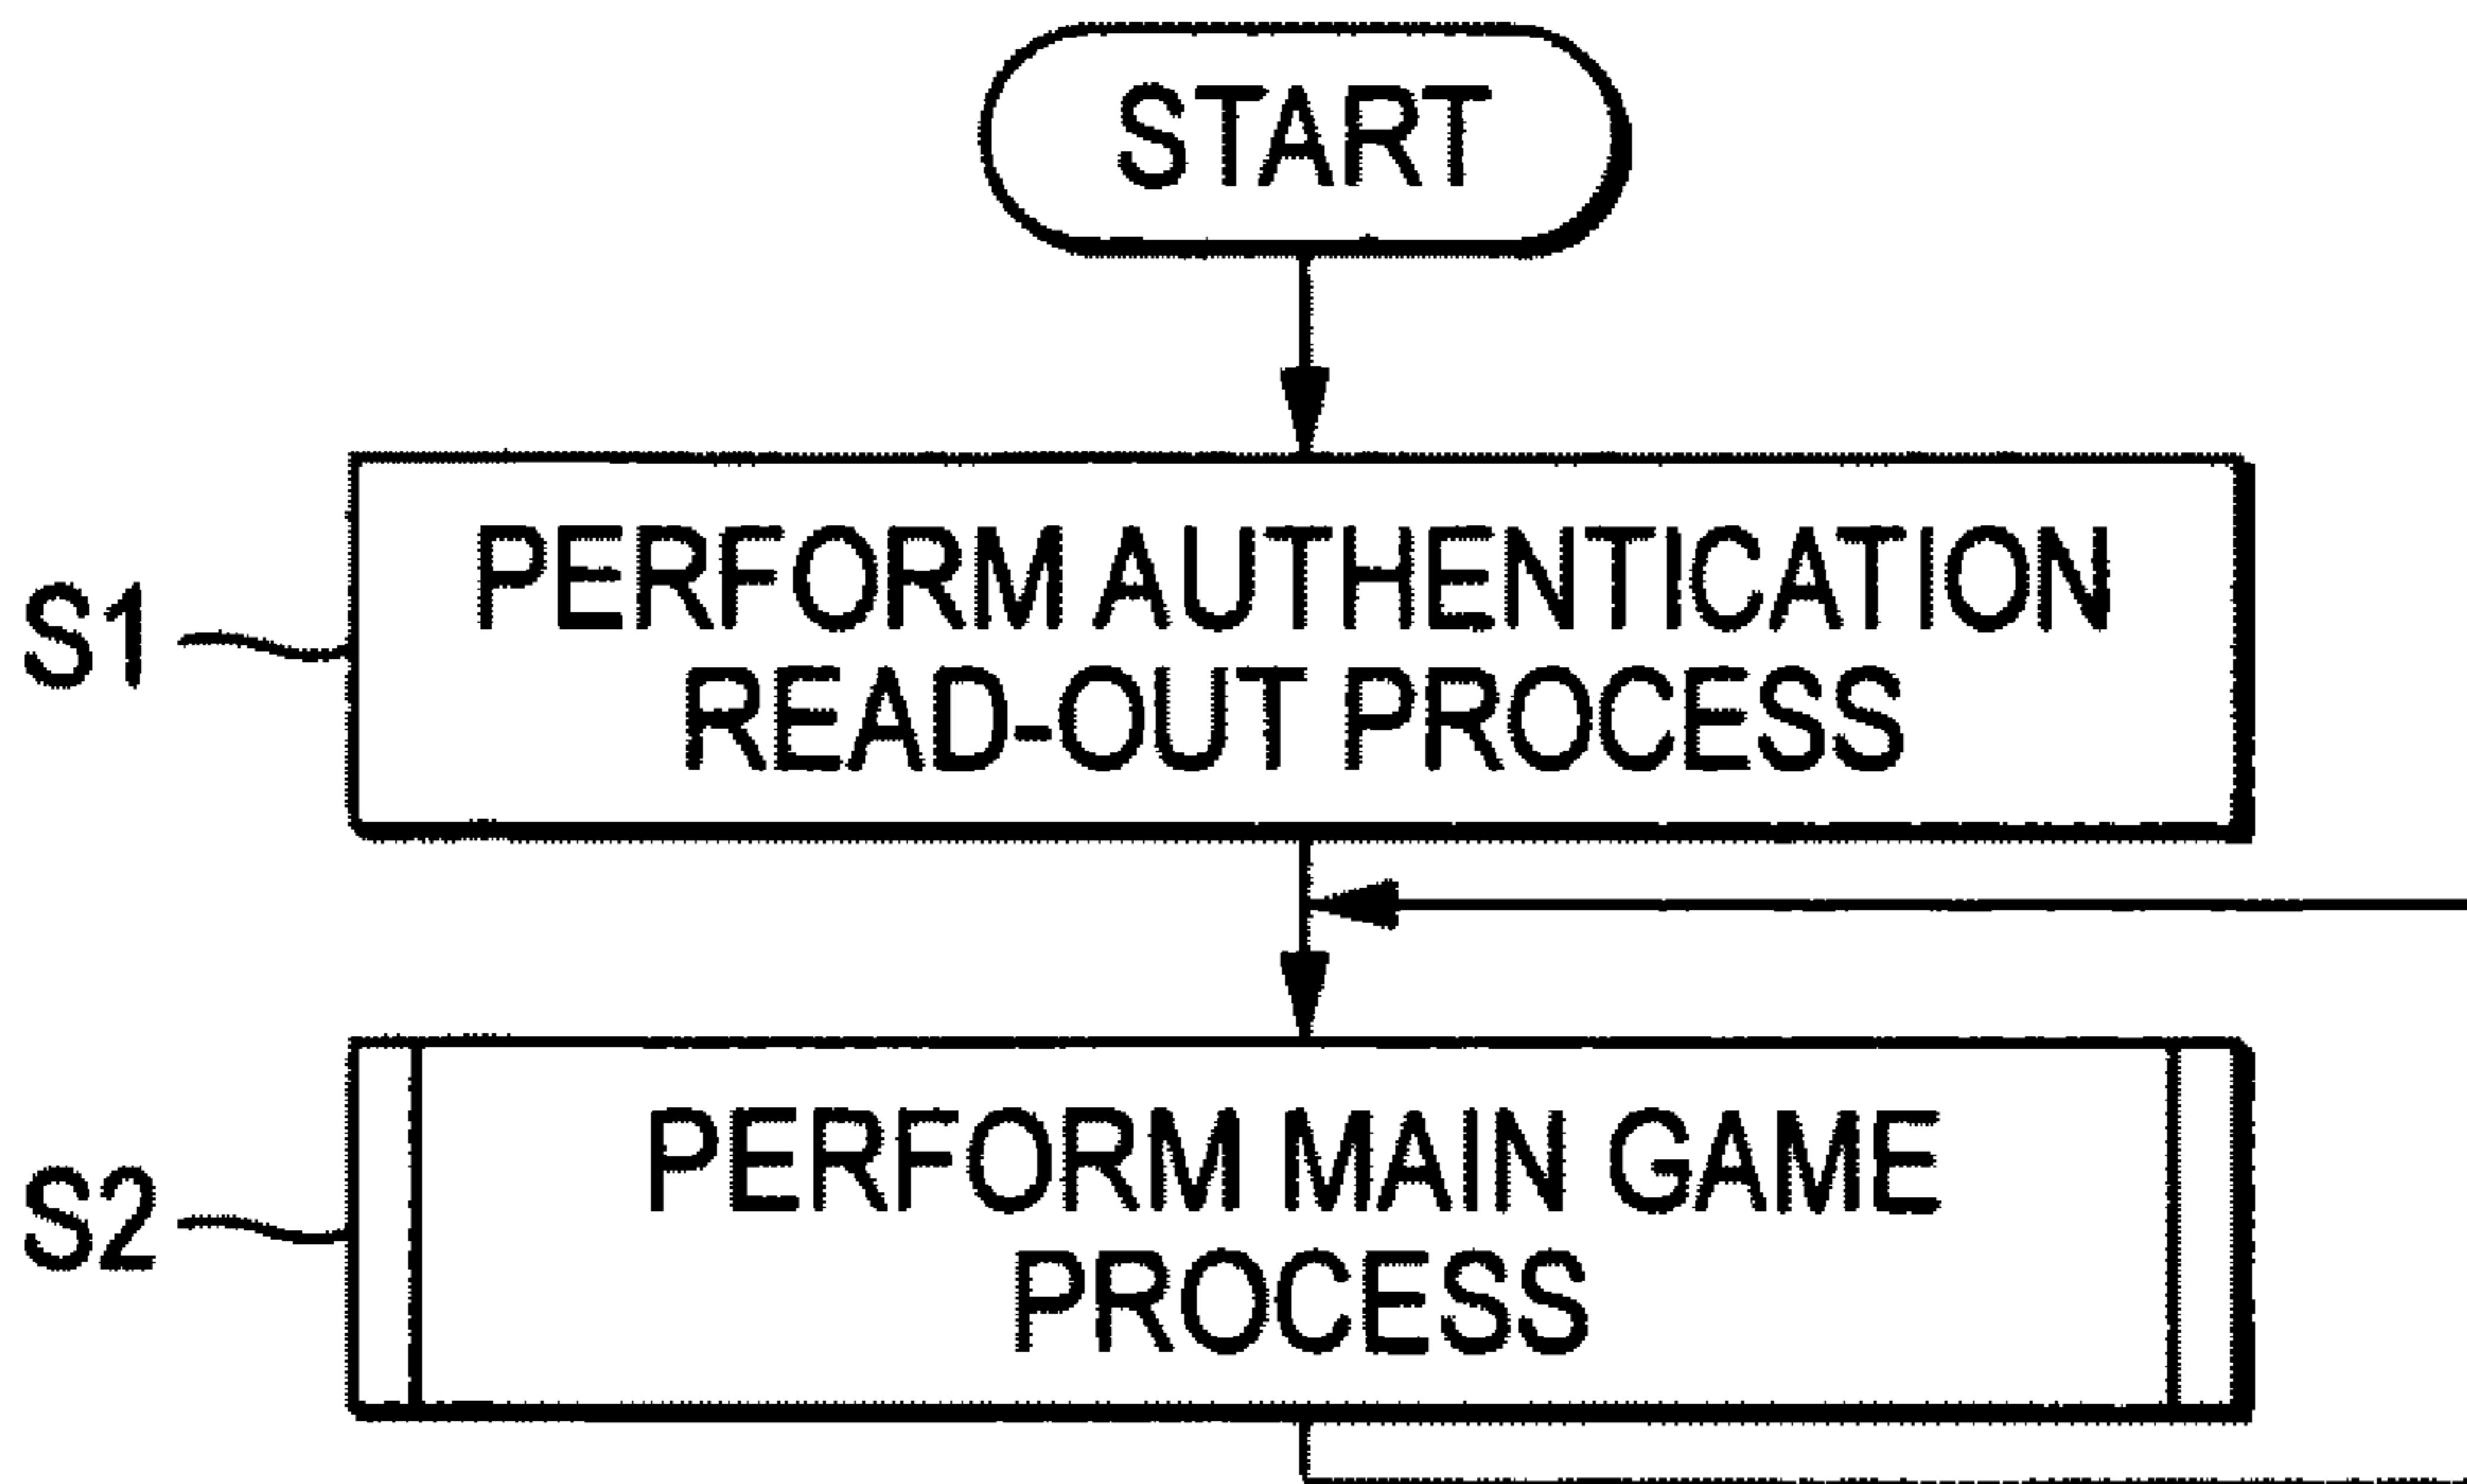 START
S1
PERFORM AUTHENTICATION
READ-OUT PROCESS
S2
PERFORM MAIN GAME
PROCESS